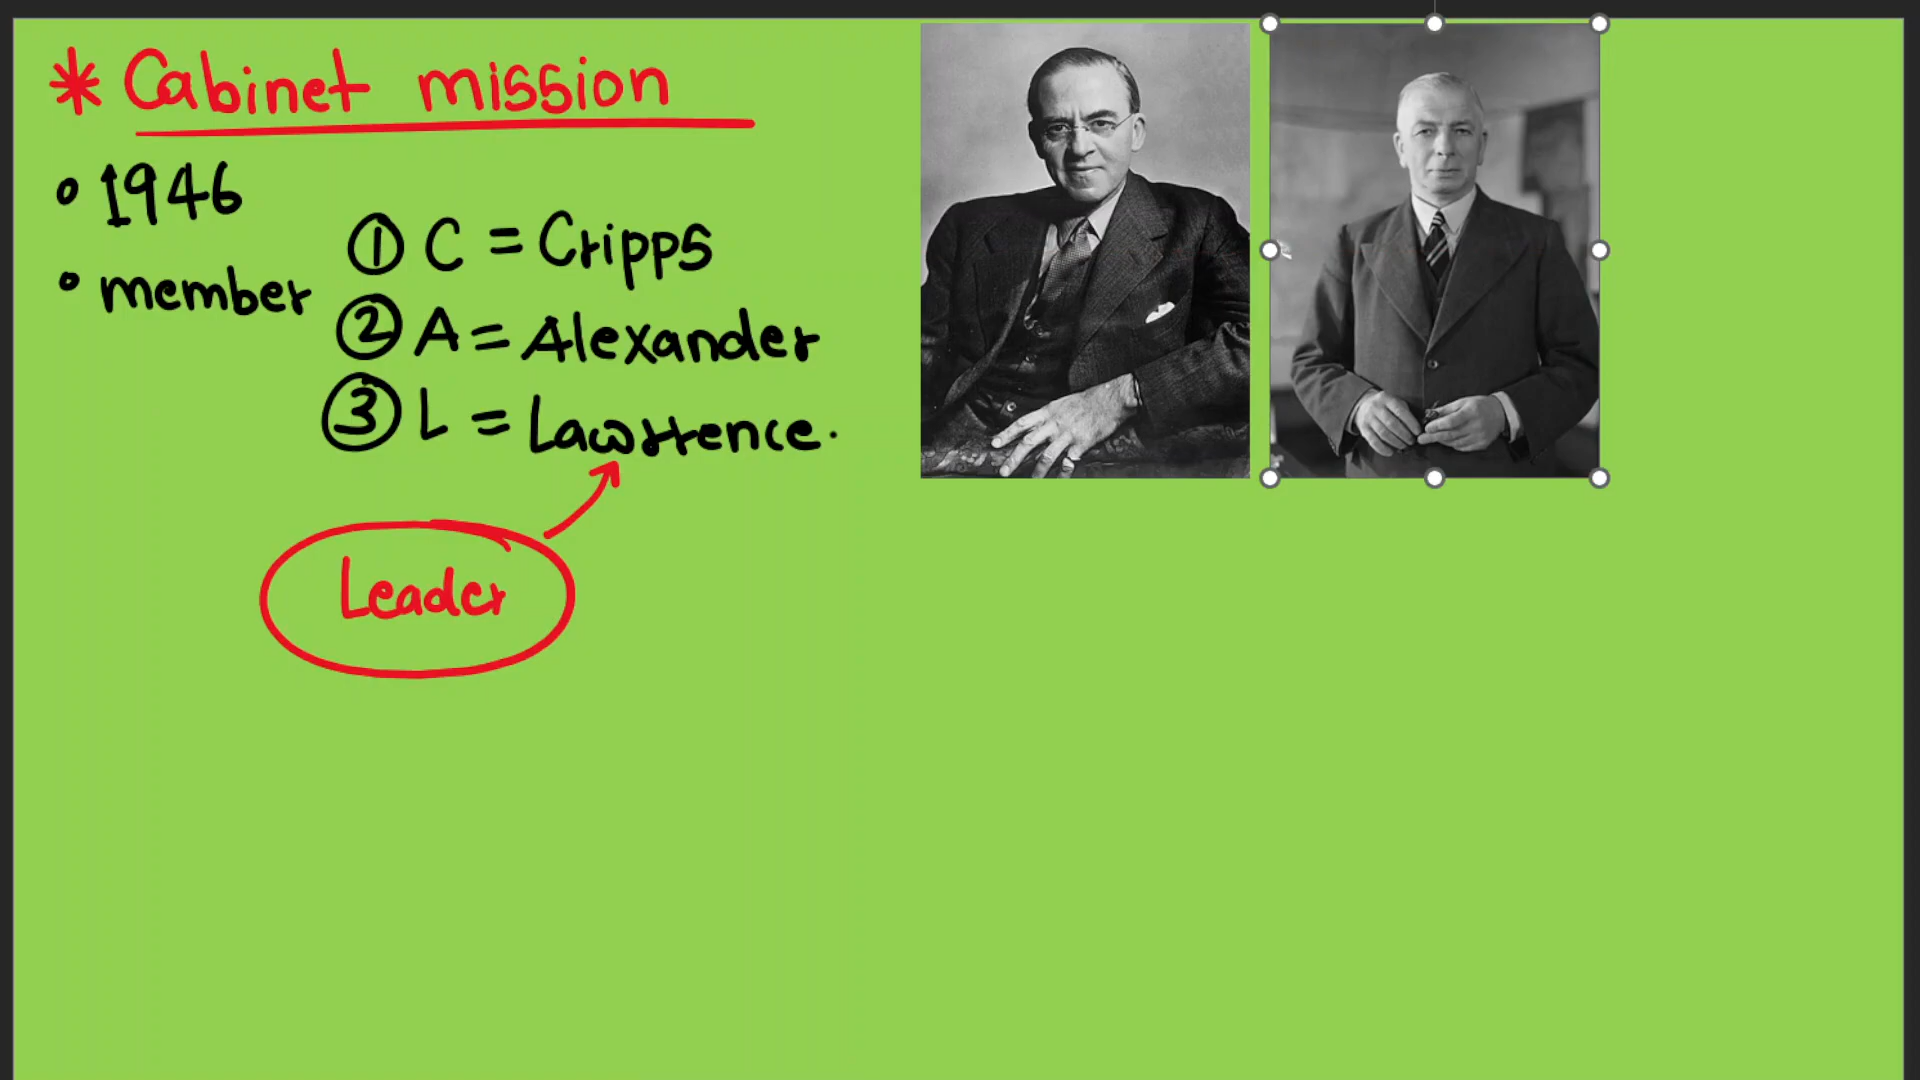 * Cabinet mission
• 1946
• member
① C = Cripps
② A = Alexander
③ L = Lawrence.
Leader